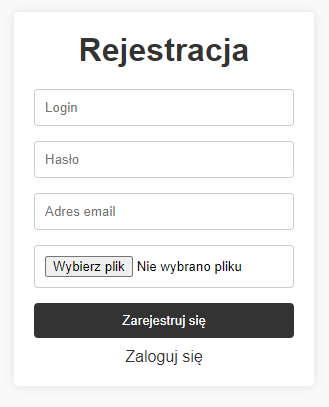 Rejestracja
Login
Hasło
Adres email
Wybierz plik Nie wybrano pliku
Zarejestruj się
Zaloguj się